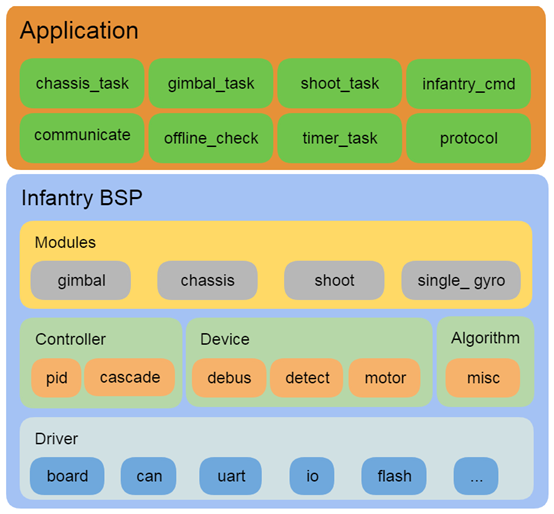 Application
chassis_task gimbal_task shoot_task infantry_cmd
communicate offline_check timer_task protocol
Infantry BSP
Modules
gimbal chassis shoot single_ gyro
Controller Device Algorithm
pid cascade debus detect motor misc
Driver
board can uart io flash ...